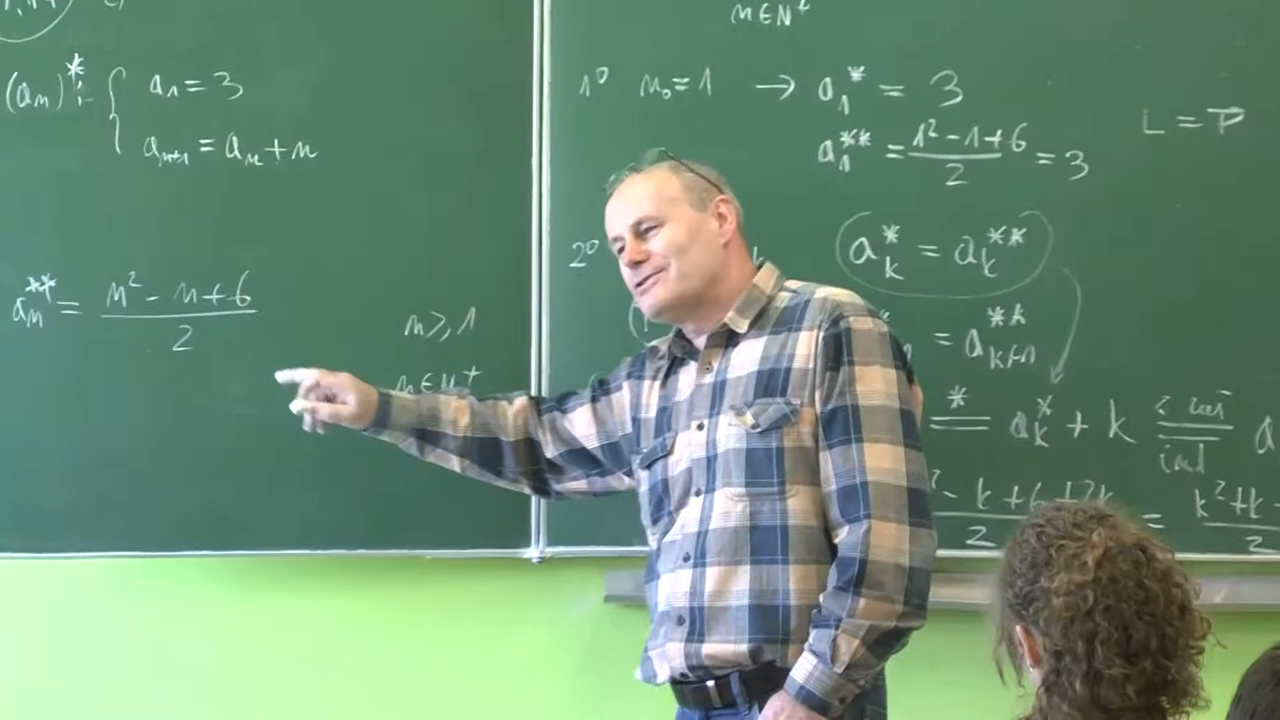 (aₙ)*: { a₁ = 3
aₙ₊₁ = aₙ + n
aₙ** = (n² - n + 6)/2
n ≥ 1
n ∈ N⁺
n ∈ N⁺
1° n₀ = 1 → a₁* = 3
a₁** = (1² - 1 + 6)/2 = 3
L = P
2°
aₖ* = aₖ**
= aₖ₊₁**
=* aₖ* + k = z zał ind a
- k + 6 + 2k / 2 = k² + k - / 2